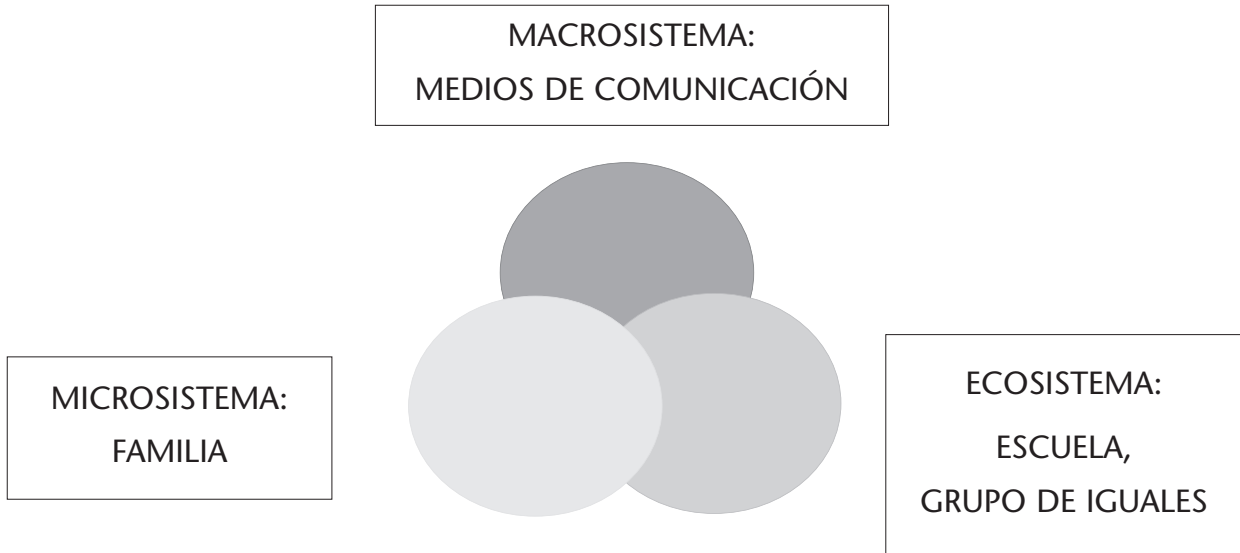 MACROSISTEMA:
MEDIOS DE COMUNICACIÓN
MICROSISTEMA:
FAMILIA
ECOSISTEMA:
ESCUELA,
GRUPO DE IGUALES